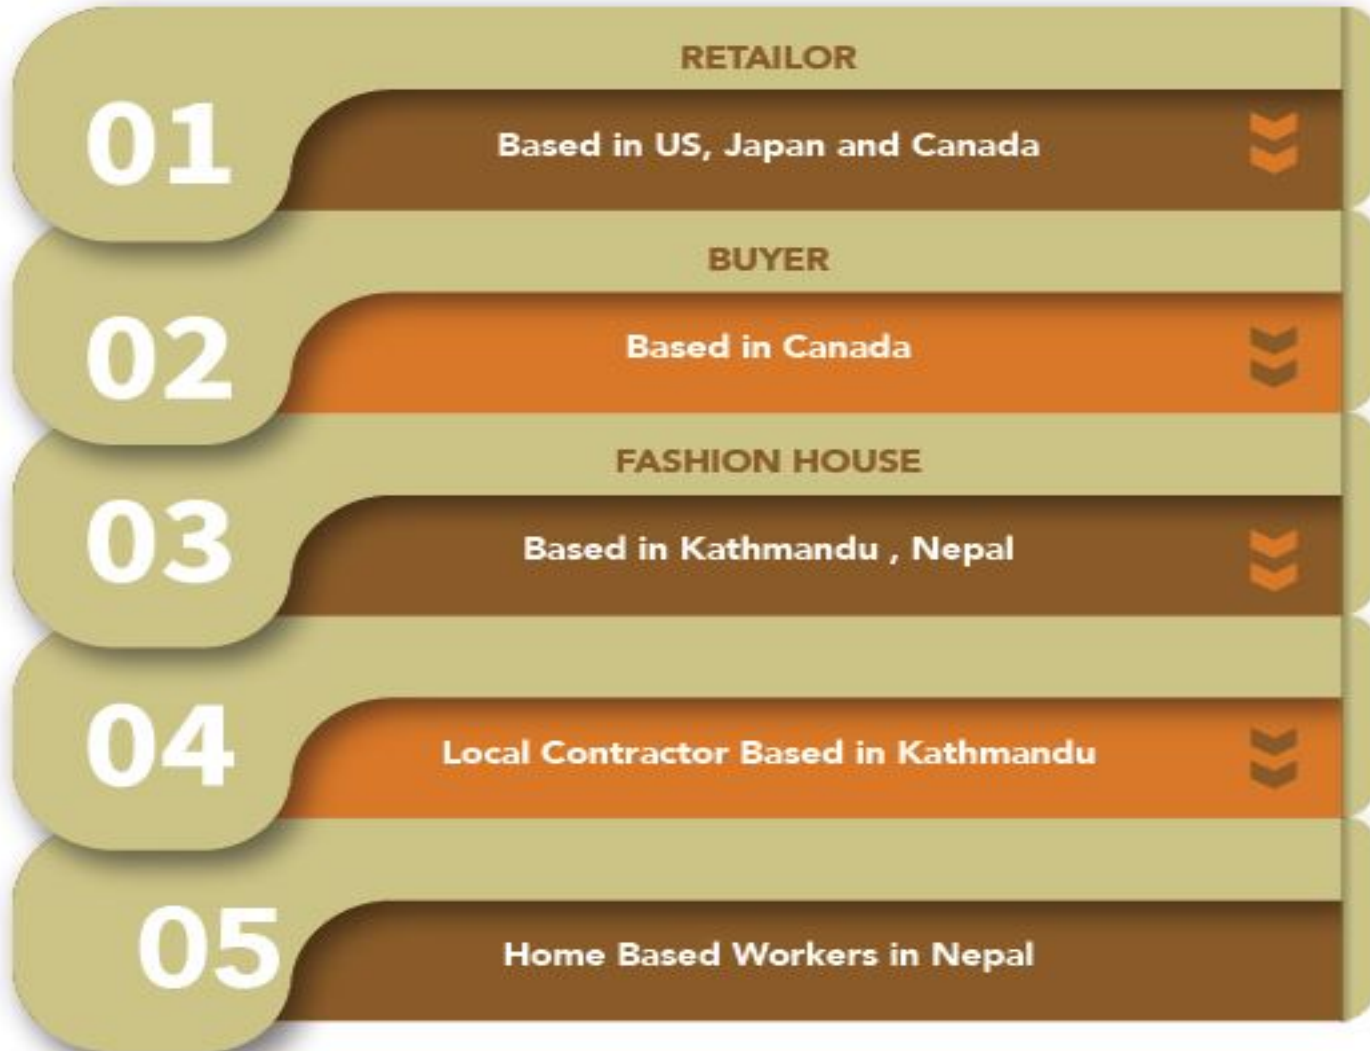 RETAILOR
01
Based in US, Japan and Canada
BUYER
02
Based in Canada
FASHION HOUSE
03
Based in Kathmandu , Nepal
04
Local Contractor Based in Kathmandu
05
Home Based Workers in Nepal